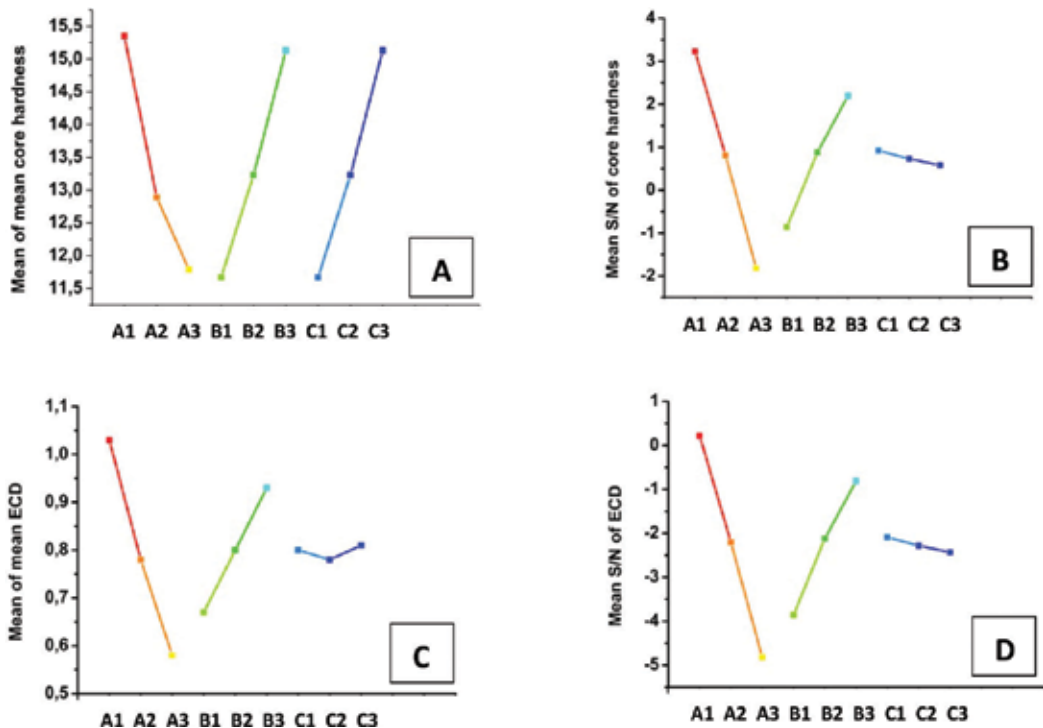 Mean of mean core hardness
15,5
15,0
14,5
14,0
13,5
13,0
12,5
12,0
11,5
A
A1 A2 A3 B1 B2 B3 C1 C2 C3
Mean S/N of core hardness
4
3
2
1
0
-1
-2
B
A1 A2 A3 B1 B2 B3 C1 C2 C3
Mean of mean ECD
1,1
1,0
0,9
0,8
0,7
0,6
0,5
C
A1 A2 A3 B1 B2 B3 C1 C2 C3
Mean S/N of ECD
1
0
-1
-2
-3
-4
-5
D
A1 A2 A3 B1 B2 B3 C1 C2 C3